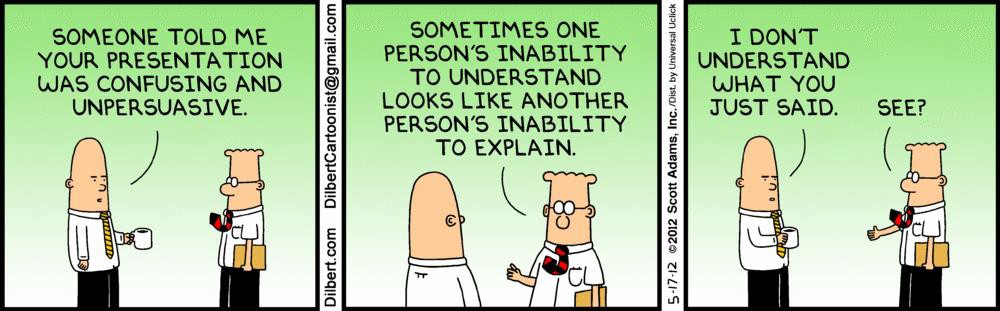 SOMEONE TOLD ME
YOUR PRESENTATION
WAS CONFUSING AND
UNPERSUASIVE.
Dilbert.com DilbertCartoonist@gmail.com
SOMETIMES ONE
PERSON'S INABILITY
TO UNDERSTAND
LOOKS LIKE ANOTHER
PERSON'S INABILITY
TO EXPLAIN.
5-17-12 ©2012 Scott Adams, Inc./Dist. by Universal Uclick
I DON'T
UNDERSTAND
WHAT YOU
JUST SAID.
SEE?